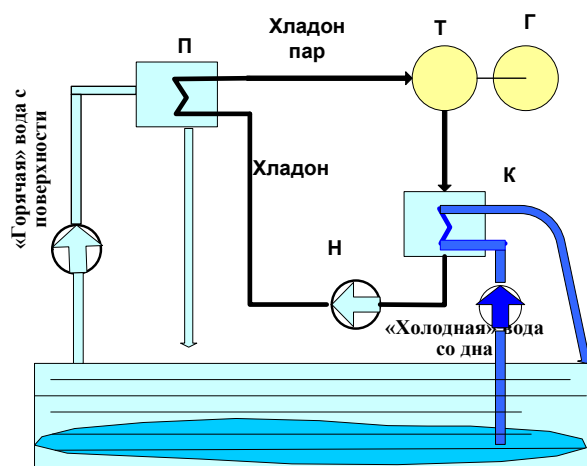 П
Хладон
пар
Т
Г
«Горячая» вода с
поверхности
Хладон
К
Н
«Холодная» вода
со дна